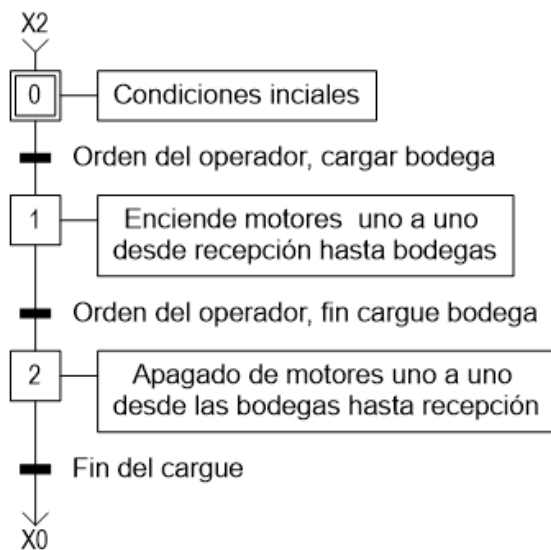 X2
0
Condiciones inciales
Orden del operador, cargar bodega
1
Enciende motores uno a uno
desde recepción hasta bodegas
Orden del operador, fin cargue bodega
2
Apagado de motores uno a uno
desde las bodegas hasta recepción
Fin del cargue
X0